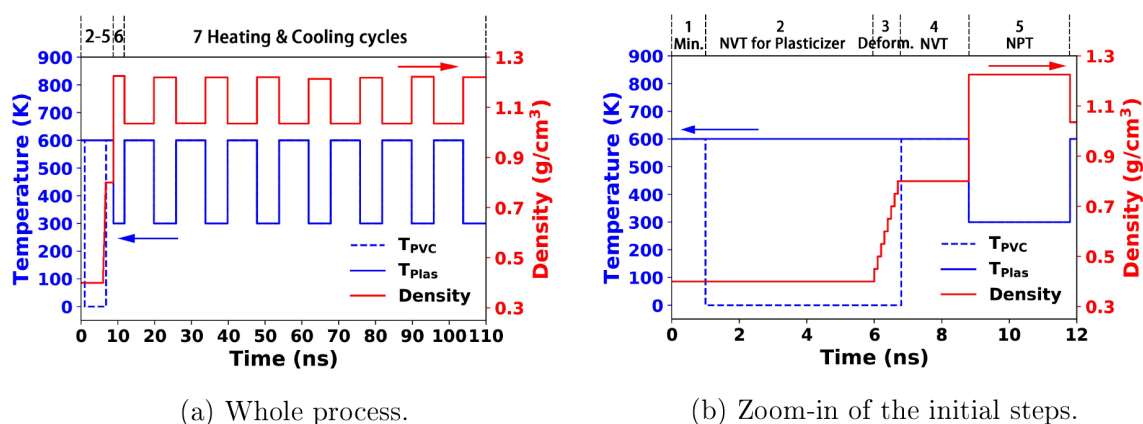 2-5 6 7 Heating & Cooling cycles
900
800
700
600
500
400
300
200
100
0
Temperature (K)
1.3
1.1
0.9
0.7
0.5
0.3
Density (g/cm³)
T_PVC
T_Plas
Density
0 10 20 30 40 50 60 70 80 90 100 110
Time (ns)
(a) Whole process.
1 2 3 4 5
Min. NVT for Plasticizer Deform. NVT NPT
900
800
700
600
500
400
300
200
100
0
Temperature (K)
1.3
1.1
0.9
0.7
0.5
0.3
Density (g/cm³)
T_PVC
T_Plas
Density
0 2 4 6 8 10 12
Time (ns)
(b) Zoom-in of the initial steps.